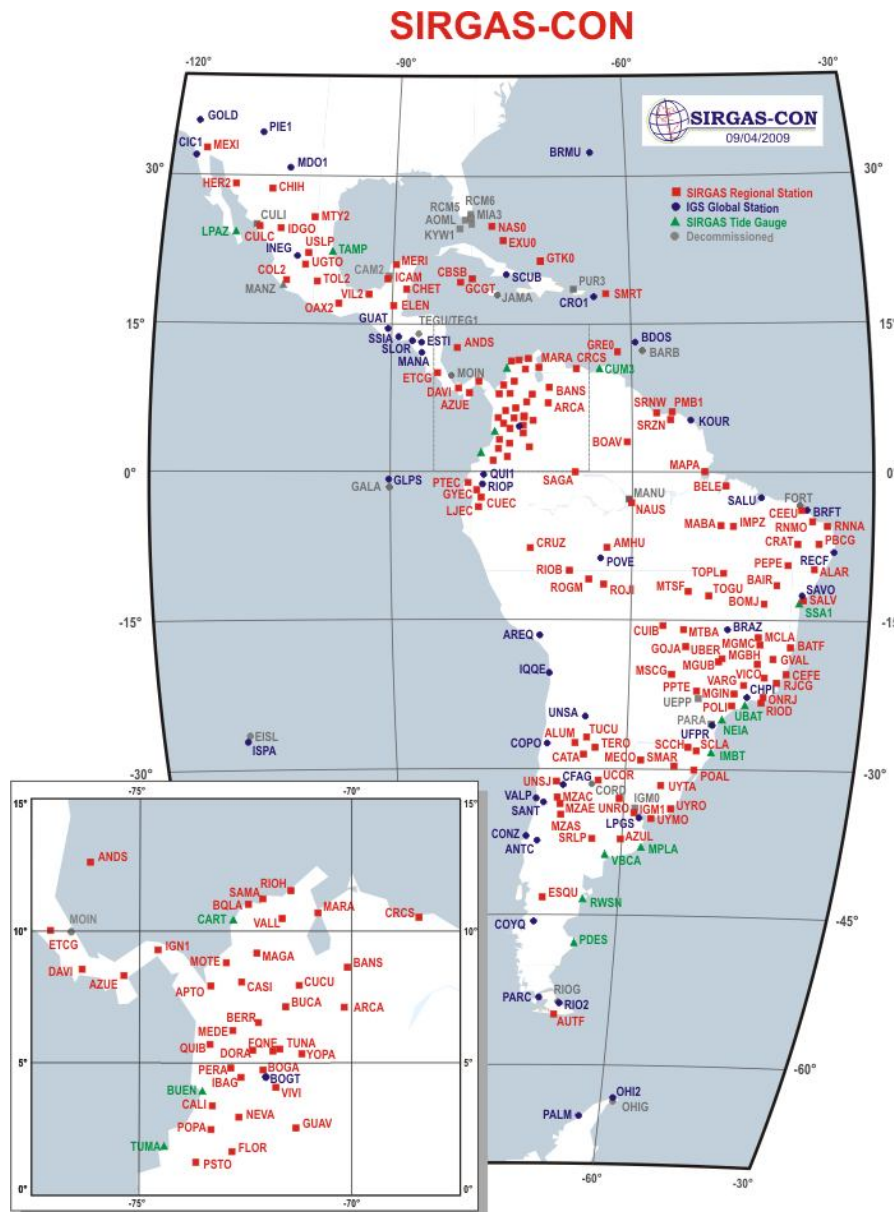 SIRGAS-CON
-120° -90° -60° -30°
SIRGAS-CON
09/04/2009
SIRGAS Regional Station
IGS Global Station
SIRGAS Tide Gauge
Decommissioned
GOLD
PIE1
CIC1
MEXI
MDO1
BRMU
30° 30°
HER2
CHIH
RCM5
RCM6
MIA3
AOML
KYW1
NAS0
EXU0
CULI
MTY2
LPAZ
CULC
IDGO
USLP
TAMP
INEG
UGTO
MERI
GTK0
COL2
TOL2
CAM2
ICAM
CBSB
SCUB
PUR3
MANZ
VIL2
CHET
GCGT
JAMA
CRO1
SMRT
OAX2
ELEN
15° 15°
GUAT
TEGU/TEG1
SSIA
ESTI
SLOR
MANA
ANDS
BDOS
BARB
GRE0
MARA
CRCS
CUM3
ETCG
MOIN
DAVI
AZUE
BANS
ARCA
SRNW
PMB1
SRZN
KOUR
BOAV
0° 0°
GLPS
GALA
QUI1
RIOP
PTEC
GYEC
CUEC
LJEC
SAGA
MAPA
BELE
MANU
NAUS
SALU
FORT
CEEU
BRFT
MABA
IMPZ
RNMO
RNNA
CRAT
PBCG
CRUZ
AMHU
RECF
POVE
PEPE
ALAR
RIOB
ROGM
ROJI
TOPL
BAIR
MTSF
TOGU
SAVO
BOMJ
SALV
SSA1
-15° -15°
AREQ
CUIB
MTBA
BRAZ
MCLA
MGMC
BATF
GOJA
UBER
MGBH
GVAL
IQQE
MSCG
MGUB
VICO
CEFE
VARG
CHPI
RJCG
PPTE
MGIN
ONRJ
UEPP
POLI
RIOD
UNSA
PARA
UBAT
NEIA
UFPR
EISL
ISPA
COPO
ALUM
TUCU
TERO
CATA
MECO
SCCH
SCLA
SMAR
IMBT
-30° -30°
CFAG
UCOR
UNSJ
CORD
POAL
UYTA
VALP
MZAC
IGM0
SANT
MZAE
UNRO
IGM1
UYRO
MZAS
LPGS
UYMO
CONZ
ANTC
SRLP
AZUL
MPLA
VBCA
ESQU
RWSN
-45°
COYQ
PDES
PARC
RIOG
RIO2
AUTF
-60°
OHI2
PALM
OHIG
-60° -30°
-75° -70°
15° 15°
ANDS
RIOH
SAMA
BQLA
MARA
CART
VALL
CRCS
10° 10°
MOIN
ETCG
IGN1
DAVI
AZUE
MOTE
MAGA
BANS
APTO
CASI
CUCU
BUCA
ARCA
BERR
MEDE
QUIB
DORA
TUNA
YOPA
5° 5°
PERA
BOGA
IBAG
BOGT
BUEN
VIVI
CALI
NEVA
POPA
GUAV
TUMA
FLOR
PSTO
0° 0°
-75° -70°